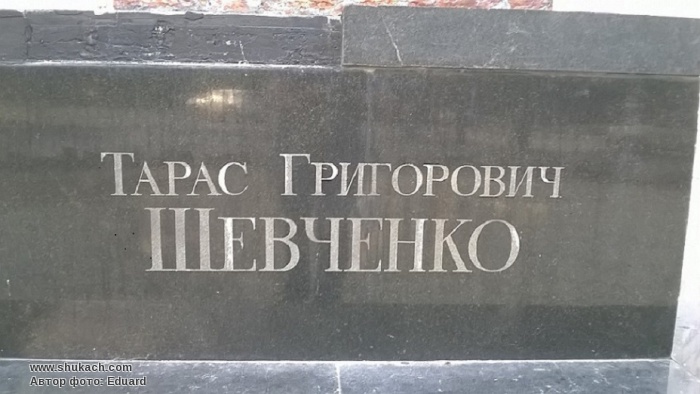 Тарас Григорович
Шевченко
www.shukach.com
Автор фото: Eduard